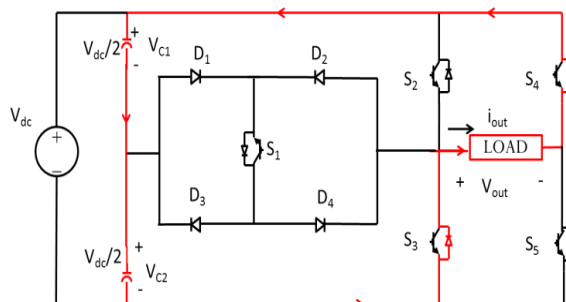 +
V_dc/2
V_C1
-
D_1
D_2
S_2
S_4
V_dc
+
-
S_1
i_out
LOAD
+
V_out
-
D_3
D_4
S_3
S_5
V_dc/2
+
V_C2
-